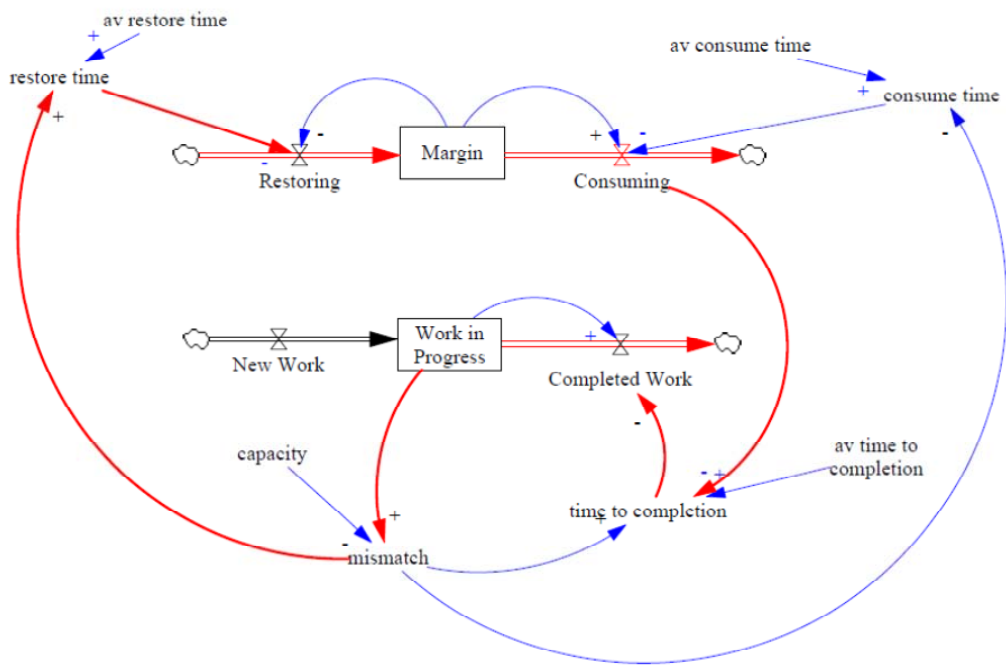 av restore time
+
av consume time
restore time
+
+
consume time
-
+
-
-
Margin
-
Restoring
Consuming
Work in
Progress
+
New Work
Completed Work
-
capacity
av time to
completion
- +
+
time to completion
+
-
mismatch